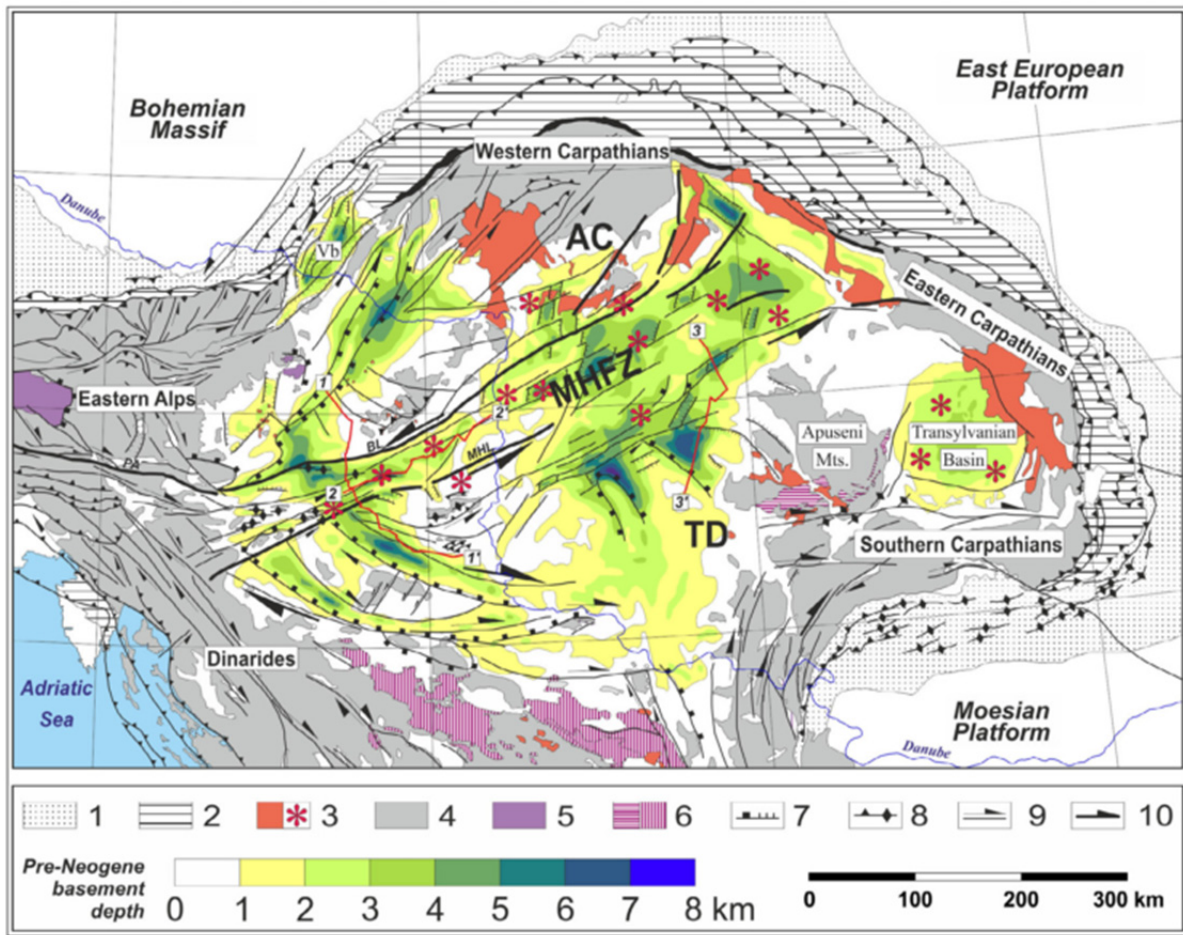 Bohemian
Massif
East European
Platform
Western Carpathians
Danube
Vb
AC
Eastern Carpathians
Eastern Alps
1
3
MHFZ
2'
BL
MHL
PA
2
Apuseni
Mts.
Transylvanian
Basin
3'
TD
1'
Southern Carpathians
Dinarides
Adriatic
Sea
Moesian
Platform
Danube
1 2 3 4 5 6 7 8 9 10
Pre-Neogene
basement
depth
0 1 2 3 4 5 6 7 8 km
0 100 200 300 km